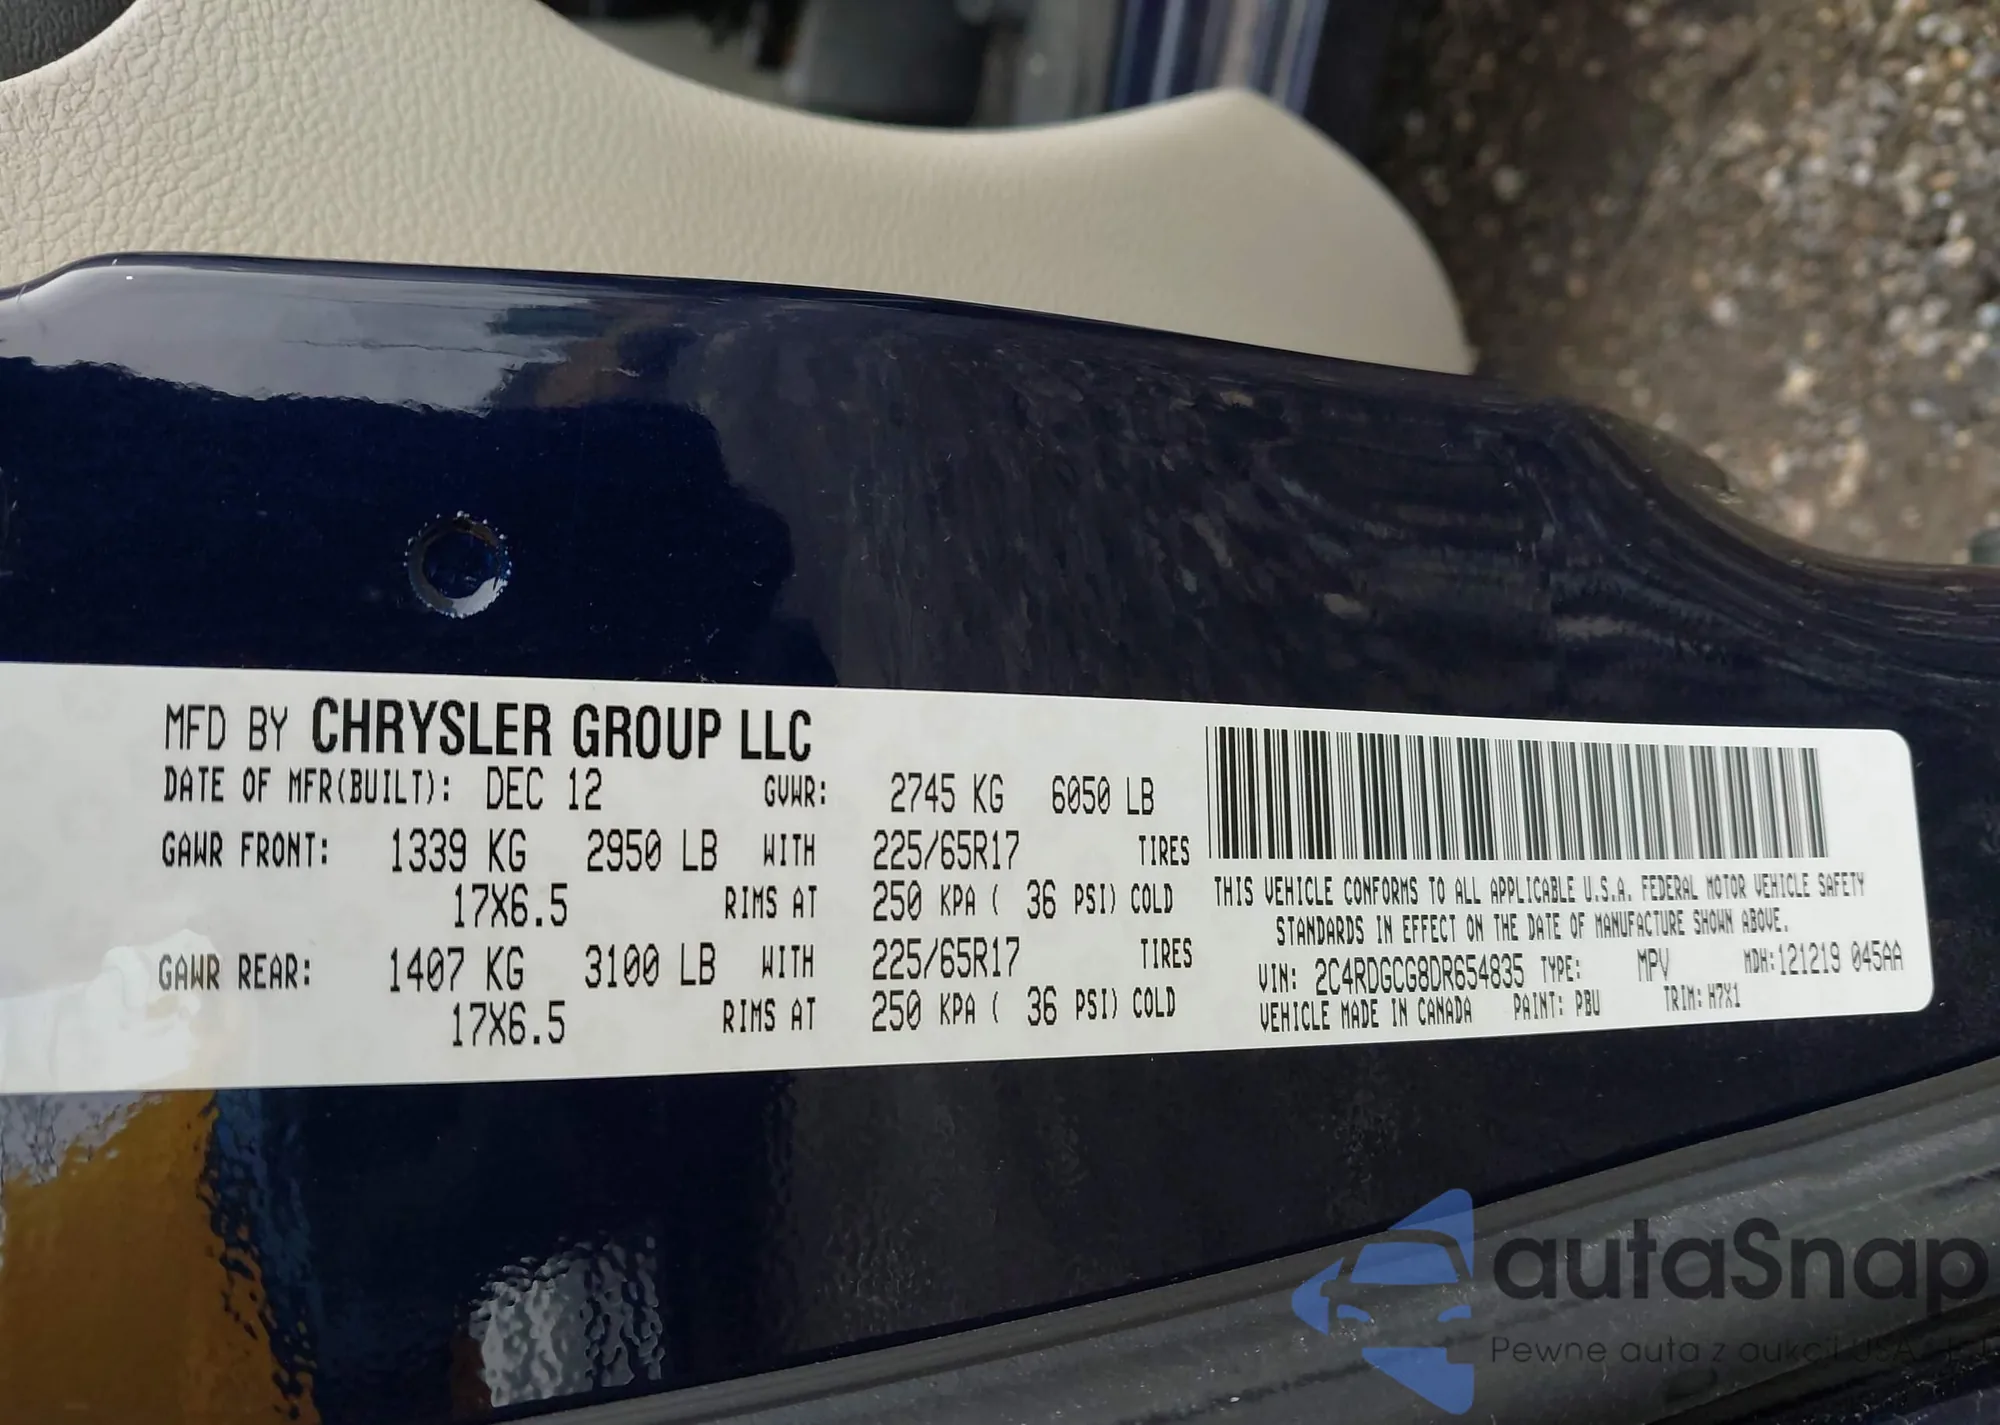 MFD BY CHRYSLER GROUP LLC
DATE OF MFR(BUILT): DEC 12 GVWR: 2745 KG 6050 LB
GAWR FRONT: 1339 KG 2950 LB WITH 225/65R17 TIRES
17X6.5 RIMS AT 250 KPA ( 36 PSI) COLD
GAWR REAR: 1407 KG 3100 LB WITH 225/65R17 TIRES
17X6.5 RIMS AT 250 KPA ( 36 PSI) COLD
THIS VEHICLE CONFORMS TO ALL APPLICABLE U.S.A. FEDERAL MOTOR VEHICLE SAFETY
STANDARDS IN EFFECT ON THE DATE OF MANUFACTURE SHOWN ABOVE.
VIN: 2C4RDGCG8DR654835 TYPE: MPV MDH:121219 045AA
VEHICLE MADE IN CANADA PAINT: PBU TRIM: H7X1
autaSnap
Pewne auta z aukcji USA